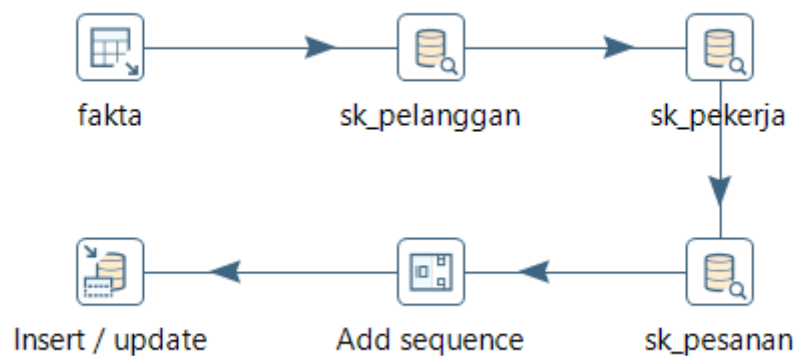 fakta
sk_pelanggan
sk_pekerja
Insert / update
Add sequence
sk_pesanan